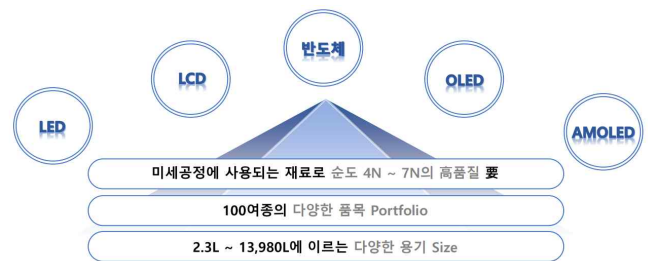 반도체
LCD
OLED
LED
AMOLED
미세공정에 사용되는 재료로 순도 4N ~ 7N의 高품질 要
100여종의 다양한 품목 Portfolio
2.3L ~ 13,980L에 이르는 다양한 용기 Size